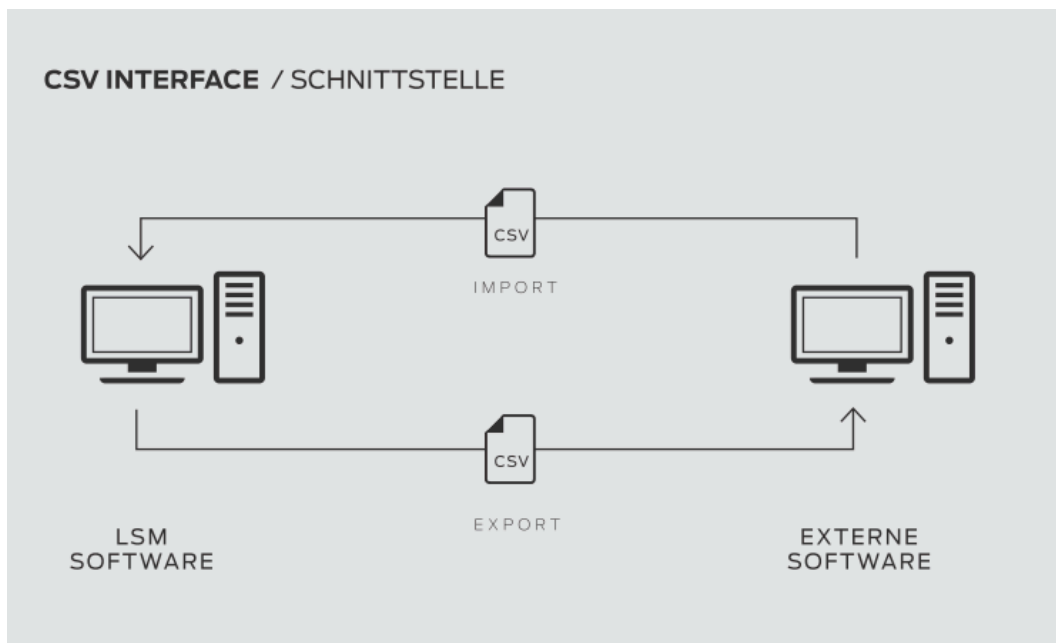 CSV INTERFACE / SCHNITTSTELLE
CSV
IMPORT
CSV
EXPORT
LSM
SOFTWARE
EXTERNE
SOFTWARE